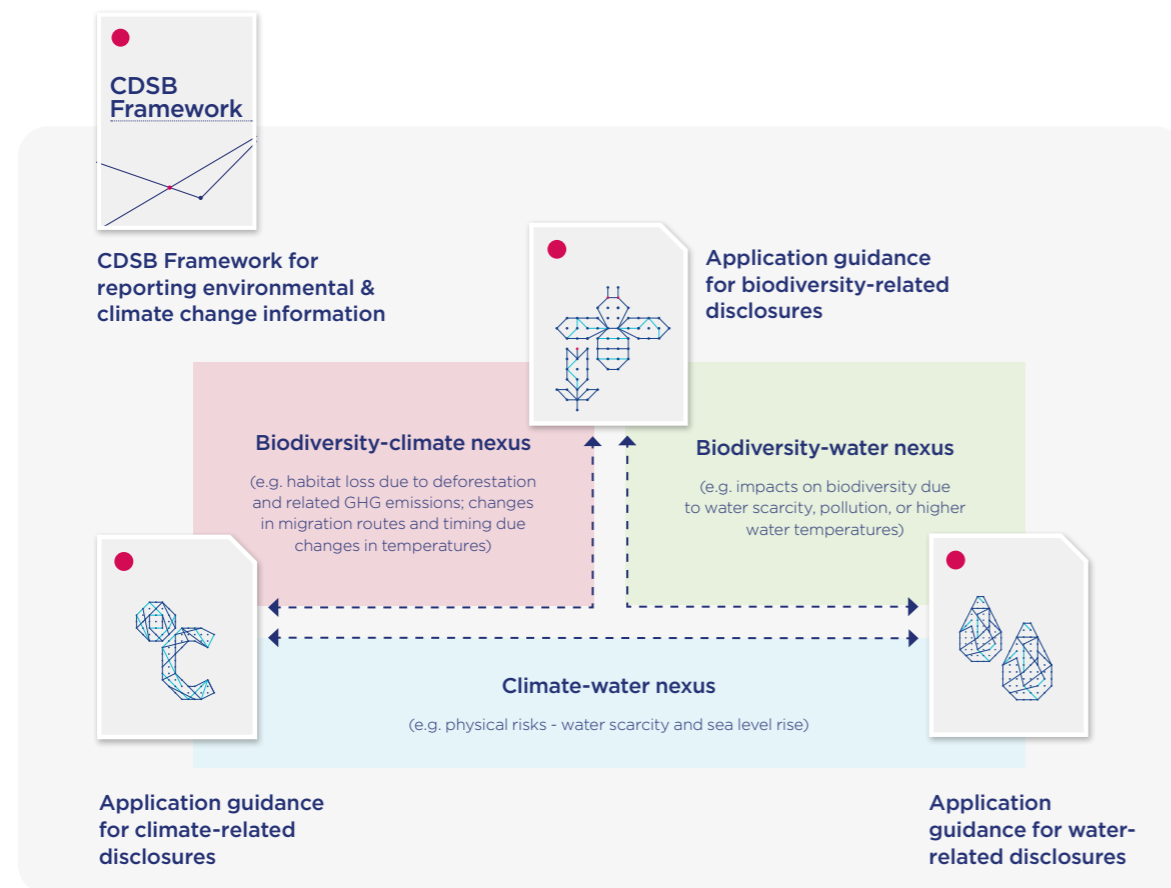 CDSB
Framework
CDSB Framework for
reporting environmental &
climate change information
Application guidance
for biodiversity-related
disclosures
Biodiversity-climate nexus
(e.g. habitat loss due to deforestation
and related GHG emissions; changes
in migration routes and timing due
changes in temperatures)
Biodiversity-water nexus
(e.g. impacts on biodiversity due
to water scarcity, pollution, or higher
water temperatures)
Climate-water nexus
(e.g. physical risks - water scarcity and sea level rise)
Application guidance
for climate-related
disclosures
Application
guidance for water-
related disclosures